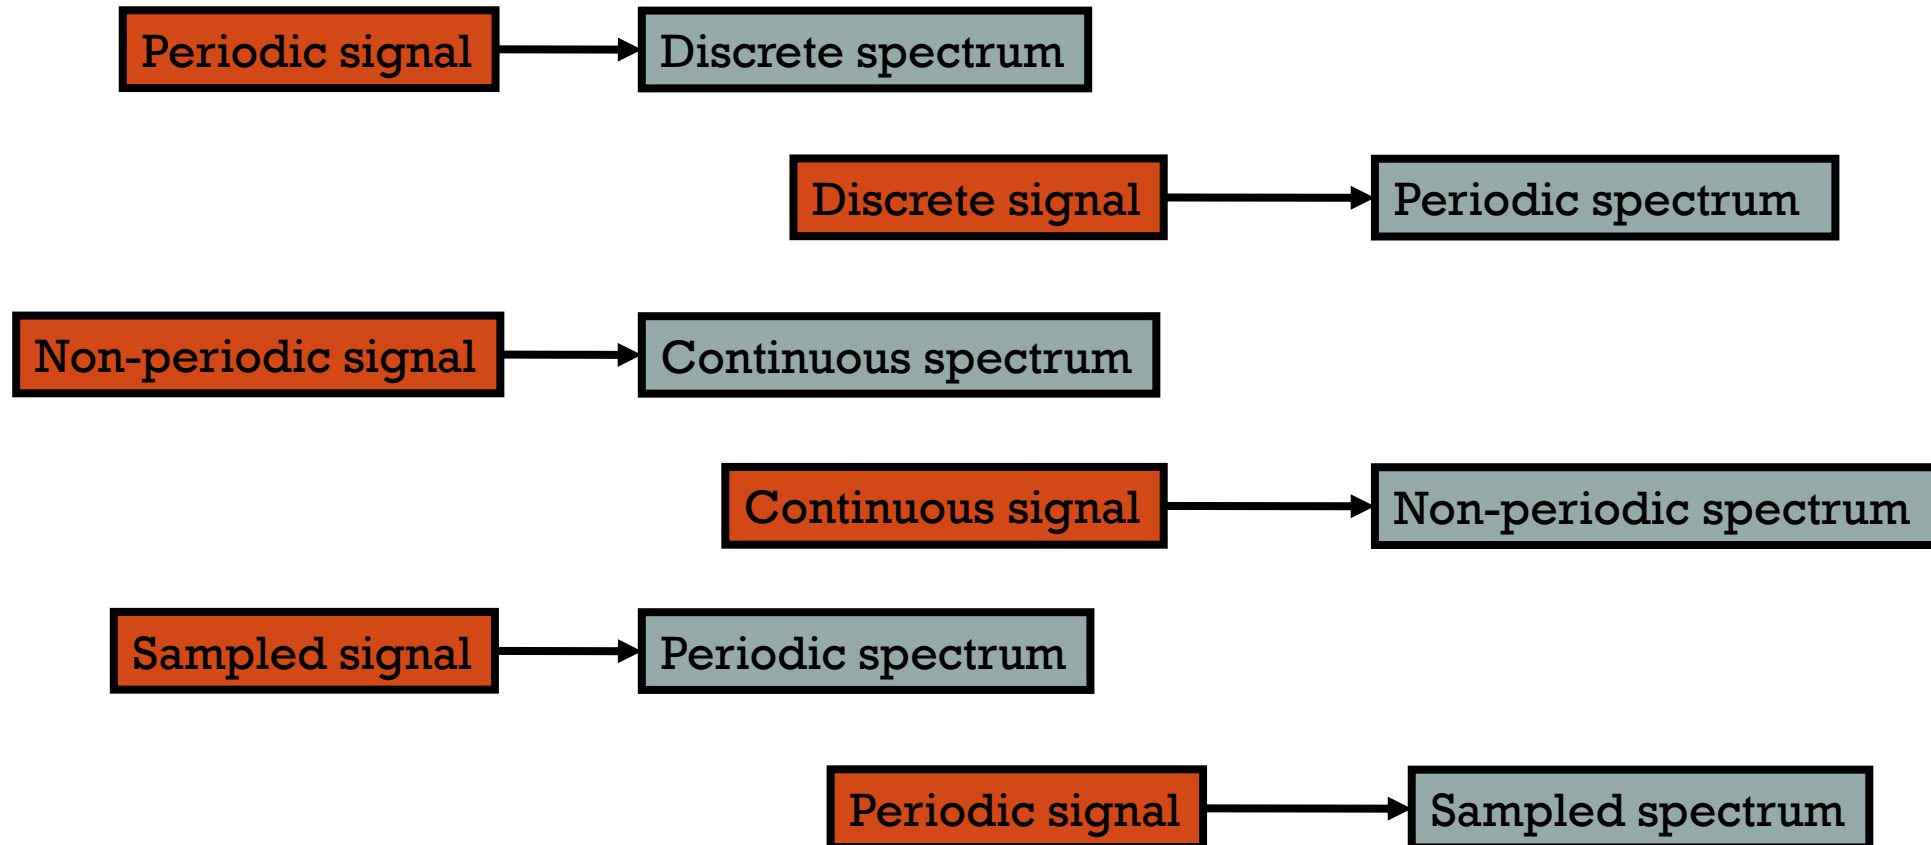 Periodic signal
Discrete spectrum
Discrete signal
Periodic spectrum
Non-periodic signal
Continuous spectrum
Continuous signal
Non-periodic spectrum
Sampled signal
Periodic spectrum
Periodic signal
Sampled spectrum